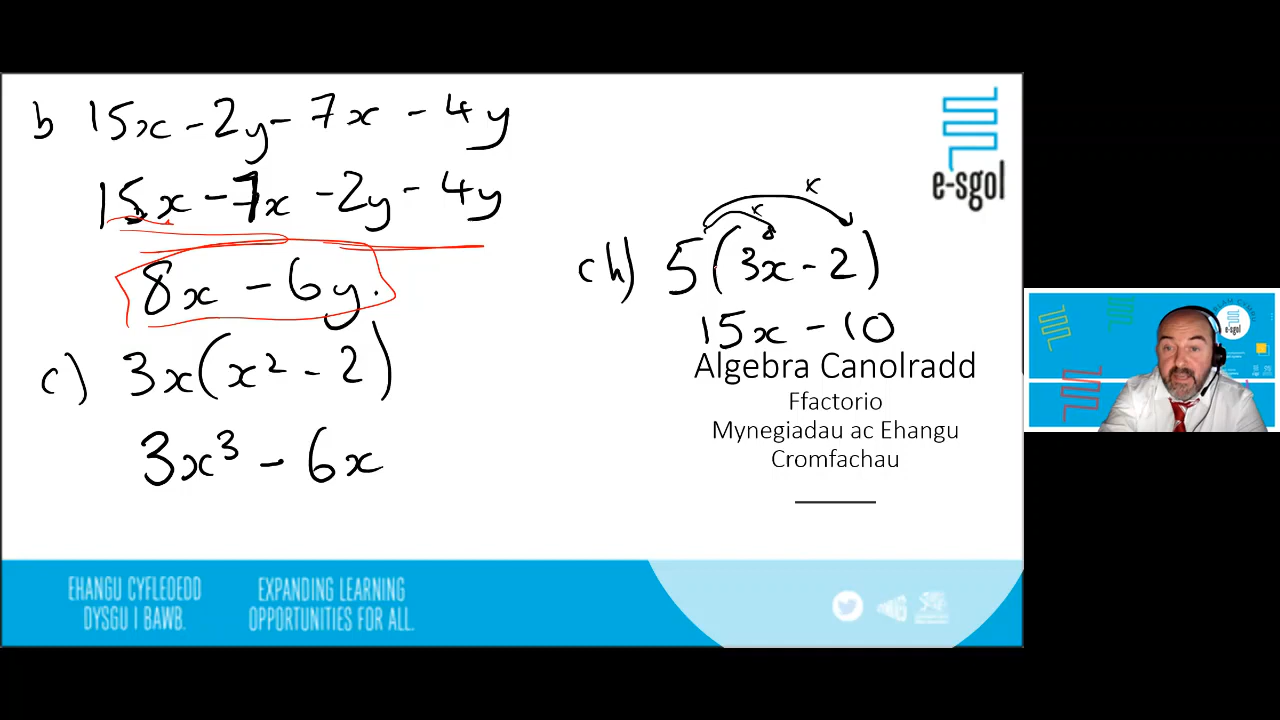 b 15x - 2y - 7x - 4y
15x - 7x - 2y - 4y
8x - 6y.
c) 3x(x² - 2)
3x³ - 6x
e-sgol
x x
ch) 5(3x - 2)
15x - 10
Algebra Canolradd
Ffactorio
Mynegiadau ac Ehangu
Cromfachau
EHANGU CYFLEOEDD
DYSGU I BAWB.
EXPANDING LEARNING
OPPORTUNITIES FOR ALL.
e-sgol